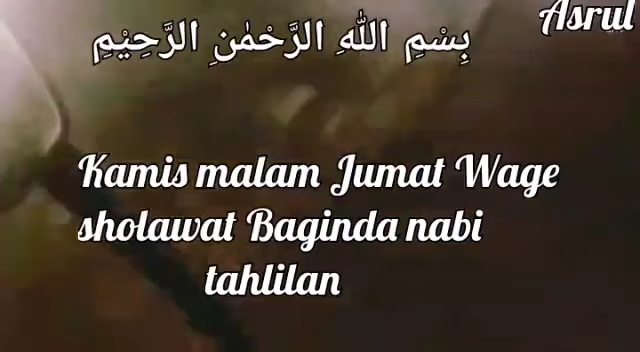 Asrul
بِسْمِ اللّٰهِ الرَّحْمٰنِ الرَّحِيْمِ
Kamis malam Jumat Wage
sholawat Baginda nabi
tahlilan